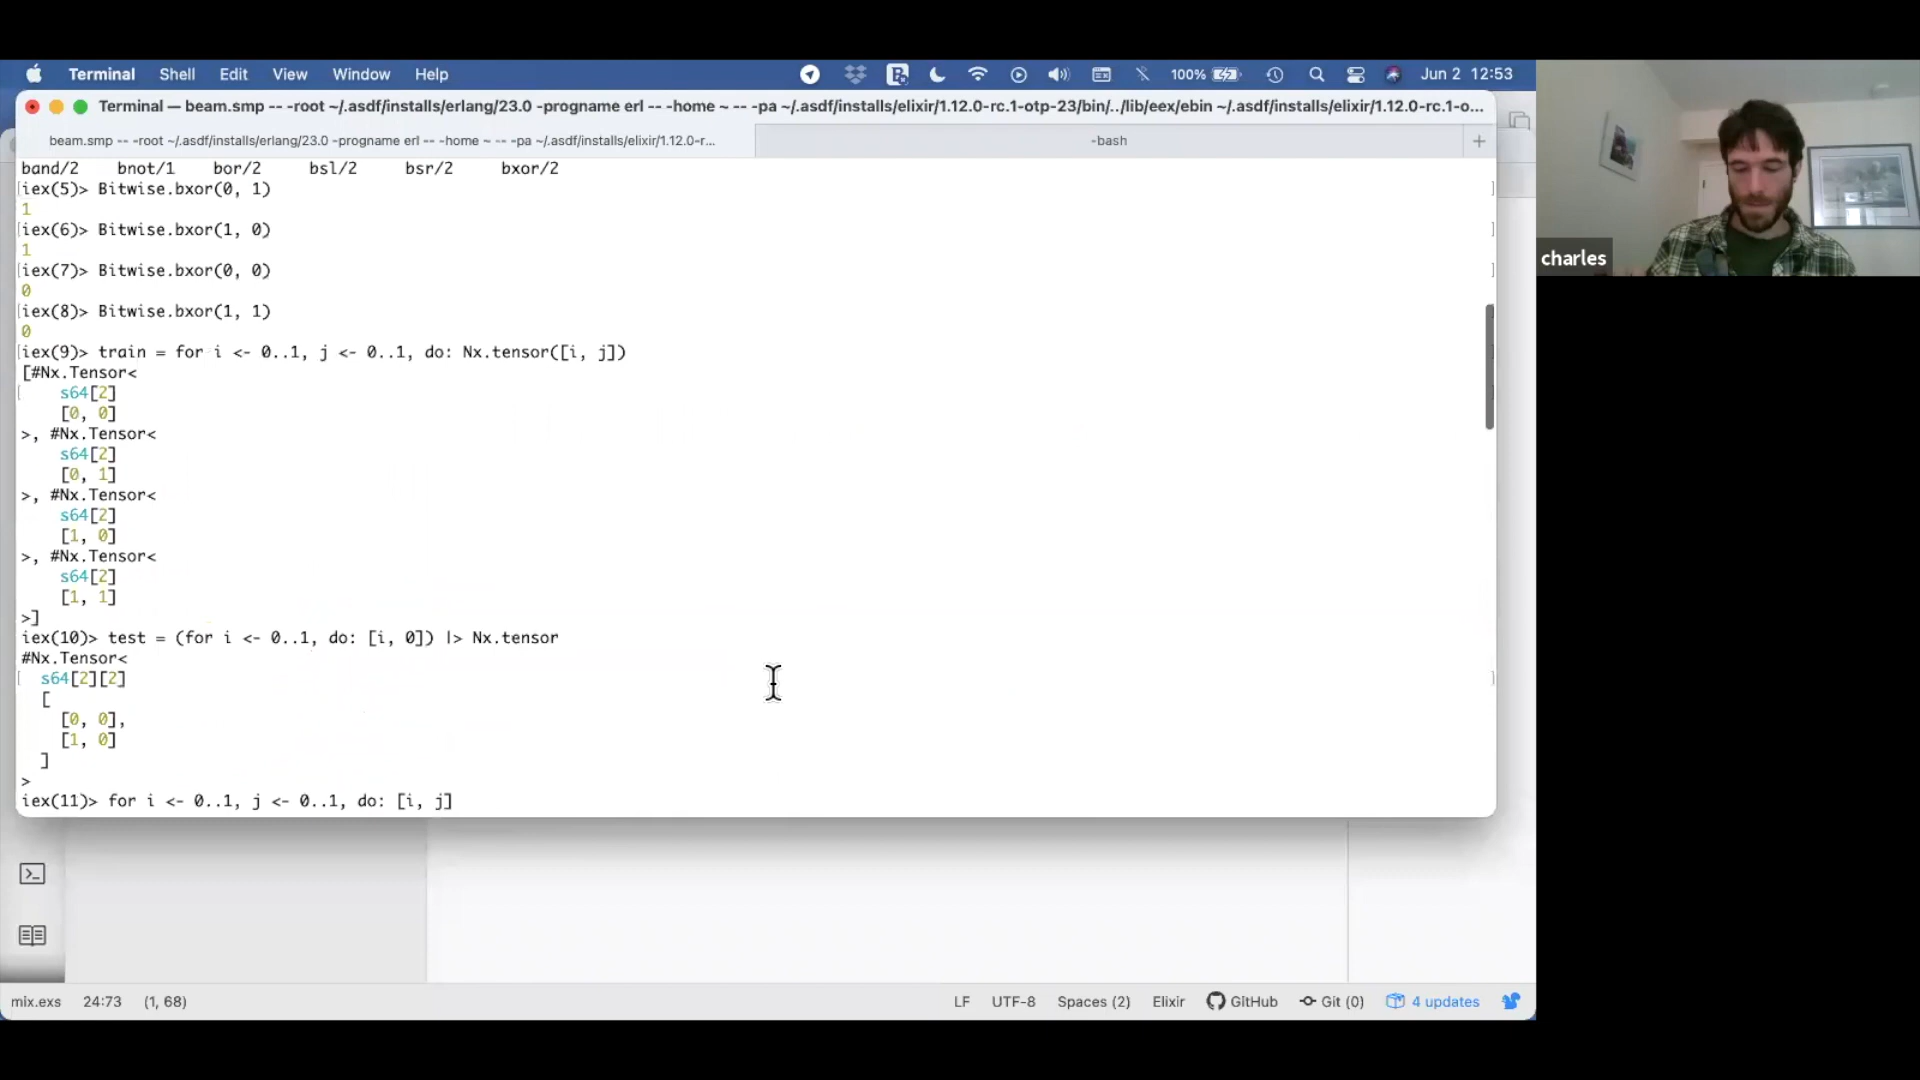 Terminal Shell Edit View Window Help 100% Jun 2 12:53
Terminal — beam.smp -- -root ~/.asdf/installs/erlang/23.0 -progname erl -- -home ~ -- -pa ~/.asdf/installs/elixir/1.12.0-rc.1-otp-23/bin/../lib/eex/ebin ~/.asdf/installs/elixir/1.12.0-rc.1-o...
beam.smp -- -root ~/.asdf/installs/erlang/23.0 -progname erl -- -home ~ -- -pa ~/.asdf/installs/elixir/1.12.0-r...
-bash
band/2 bnot/1 bor/2 bsl/2 bsr/2 bxor/2
iex(5)> Bitwise.bxor(0, 1)
1
iex(6)> Bitwise.bxor(1, 0)
1
iex(7)> Bitwise.bxor(0, 0)
0
iex(8)> Bitwise.bxor(1, 1)
0
iex(9)> train = for i <- 0..1, j <- 0..1, do: Nx.tensor([i, j])
[#Nx.Tensor<
s64[2]
[0, 0]
>, #Nx.Tensor<
s64[2]
[0, 1]
>, #Nx.Tensor<
s64[2]
[1, 0]
>, #Nx.Tensor<
s64[2]
[1, 1]
>]
iex(10)> test = (for i <- 0..1, do: [i, 0]) |> Nx.tensor
#Nx.Tensor<
s64[2][2]
[
[0, 0],
[1, 0]
]
>
iex(11)> for i <- 0..1, j <- 0..1, do: [i, j]
mix.exs 24:73 (1, 68) LF UTF-8 Spaces (2) Elixir GitHub Git (0) 4 updates
charles